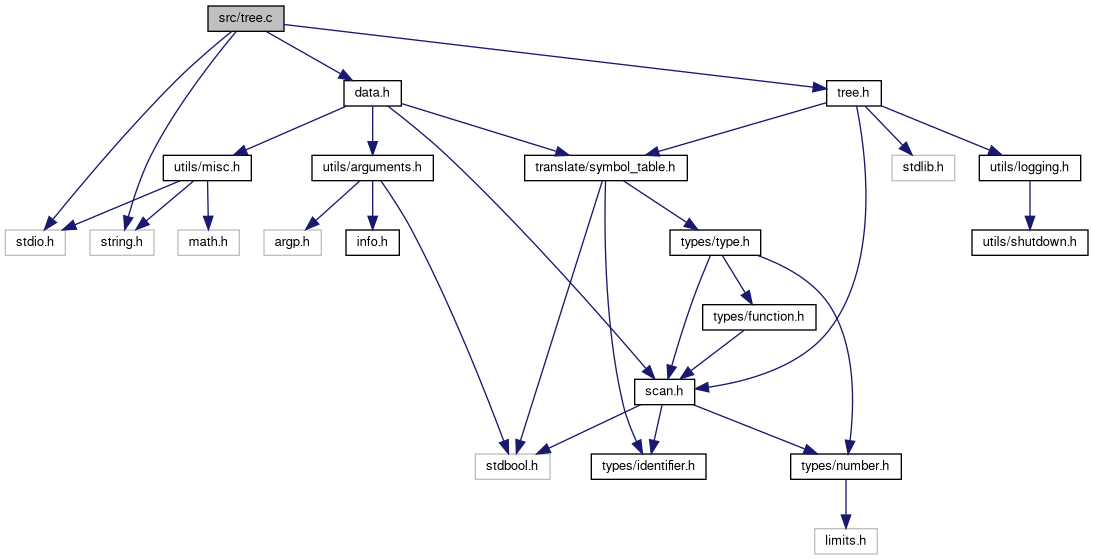 src/tree.c
data.h
tree.h
utils/misc.h
utils/arguments.h
translate/symbol_table.h
stdlib.h
utils/logging.h
stdio.h
string.h
math.h
argp.h
info.h
types/type.h
utils/shutdown.h
types/function.h
scan.h
stdbool.h
types/identifier.h
types/number.h
limits.h